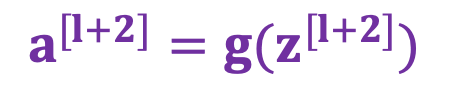 a[l+2] = g(z[l+2])